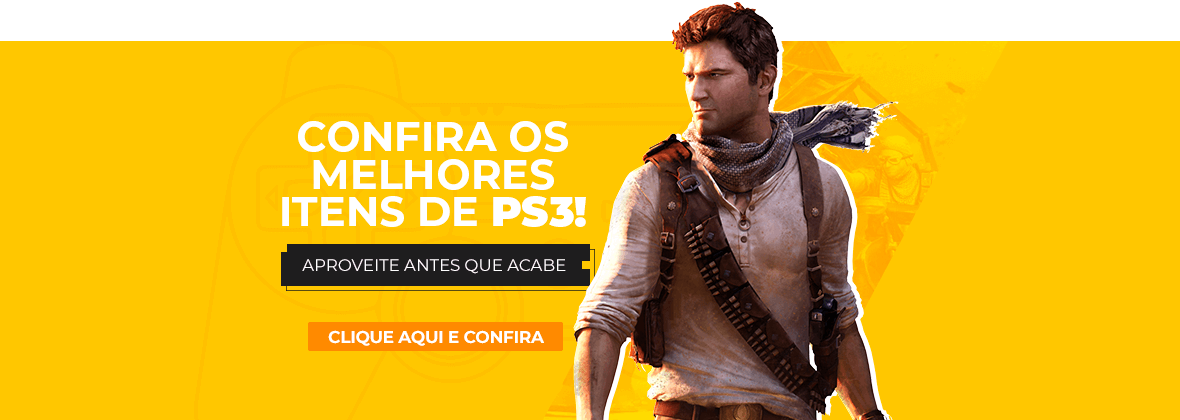 CONFIRA OS
MELHORES
ITENS DE PS3!
APROVEITE ANTES QUE ACABE
CLIQUE AQUI E CONFIRA